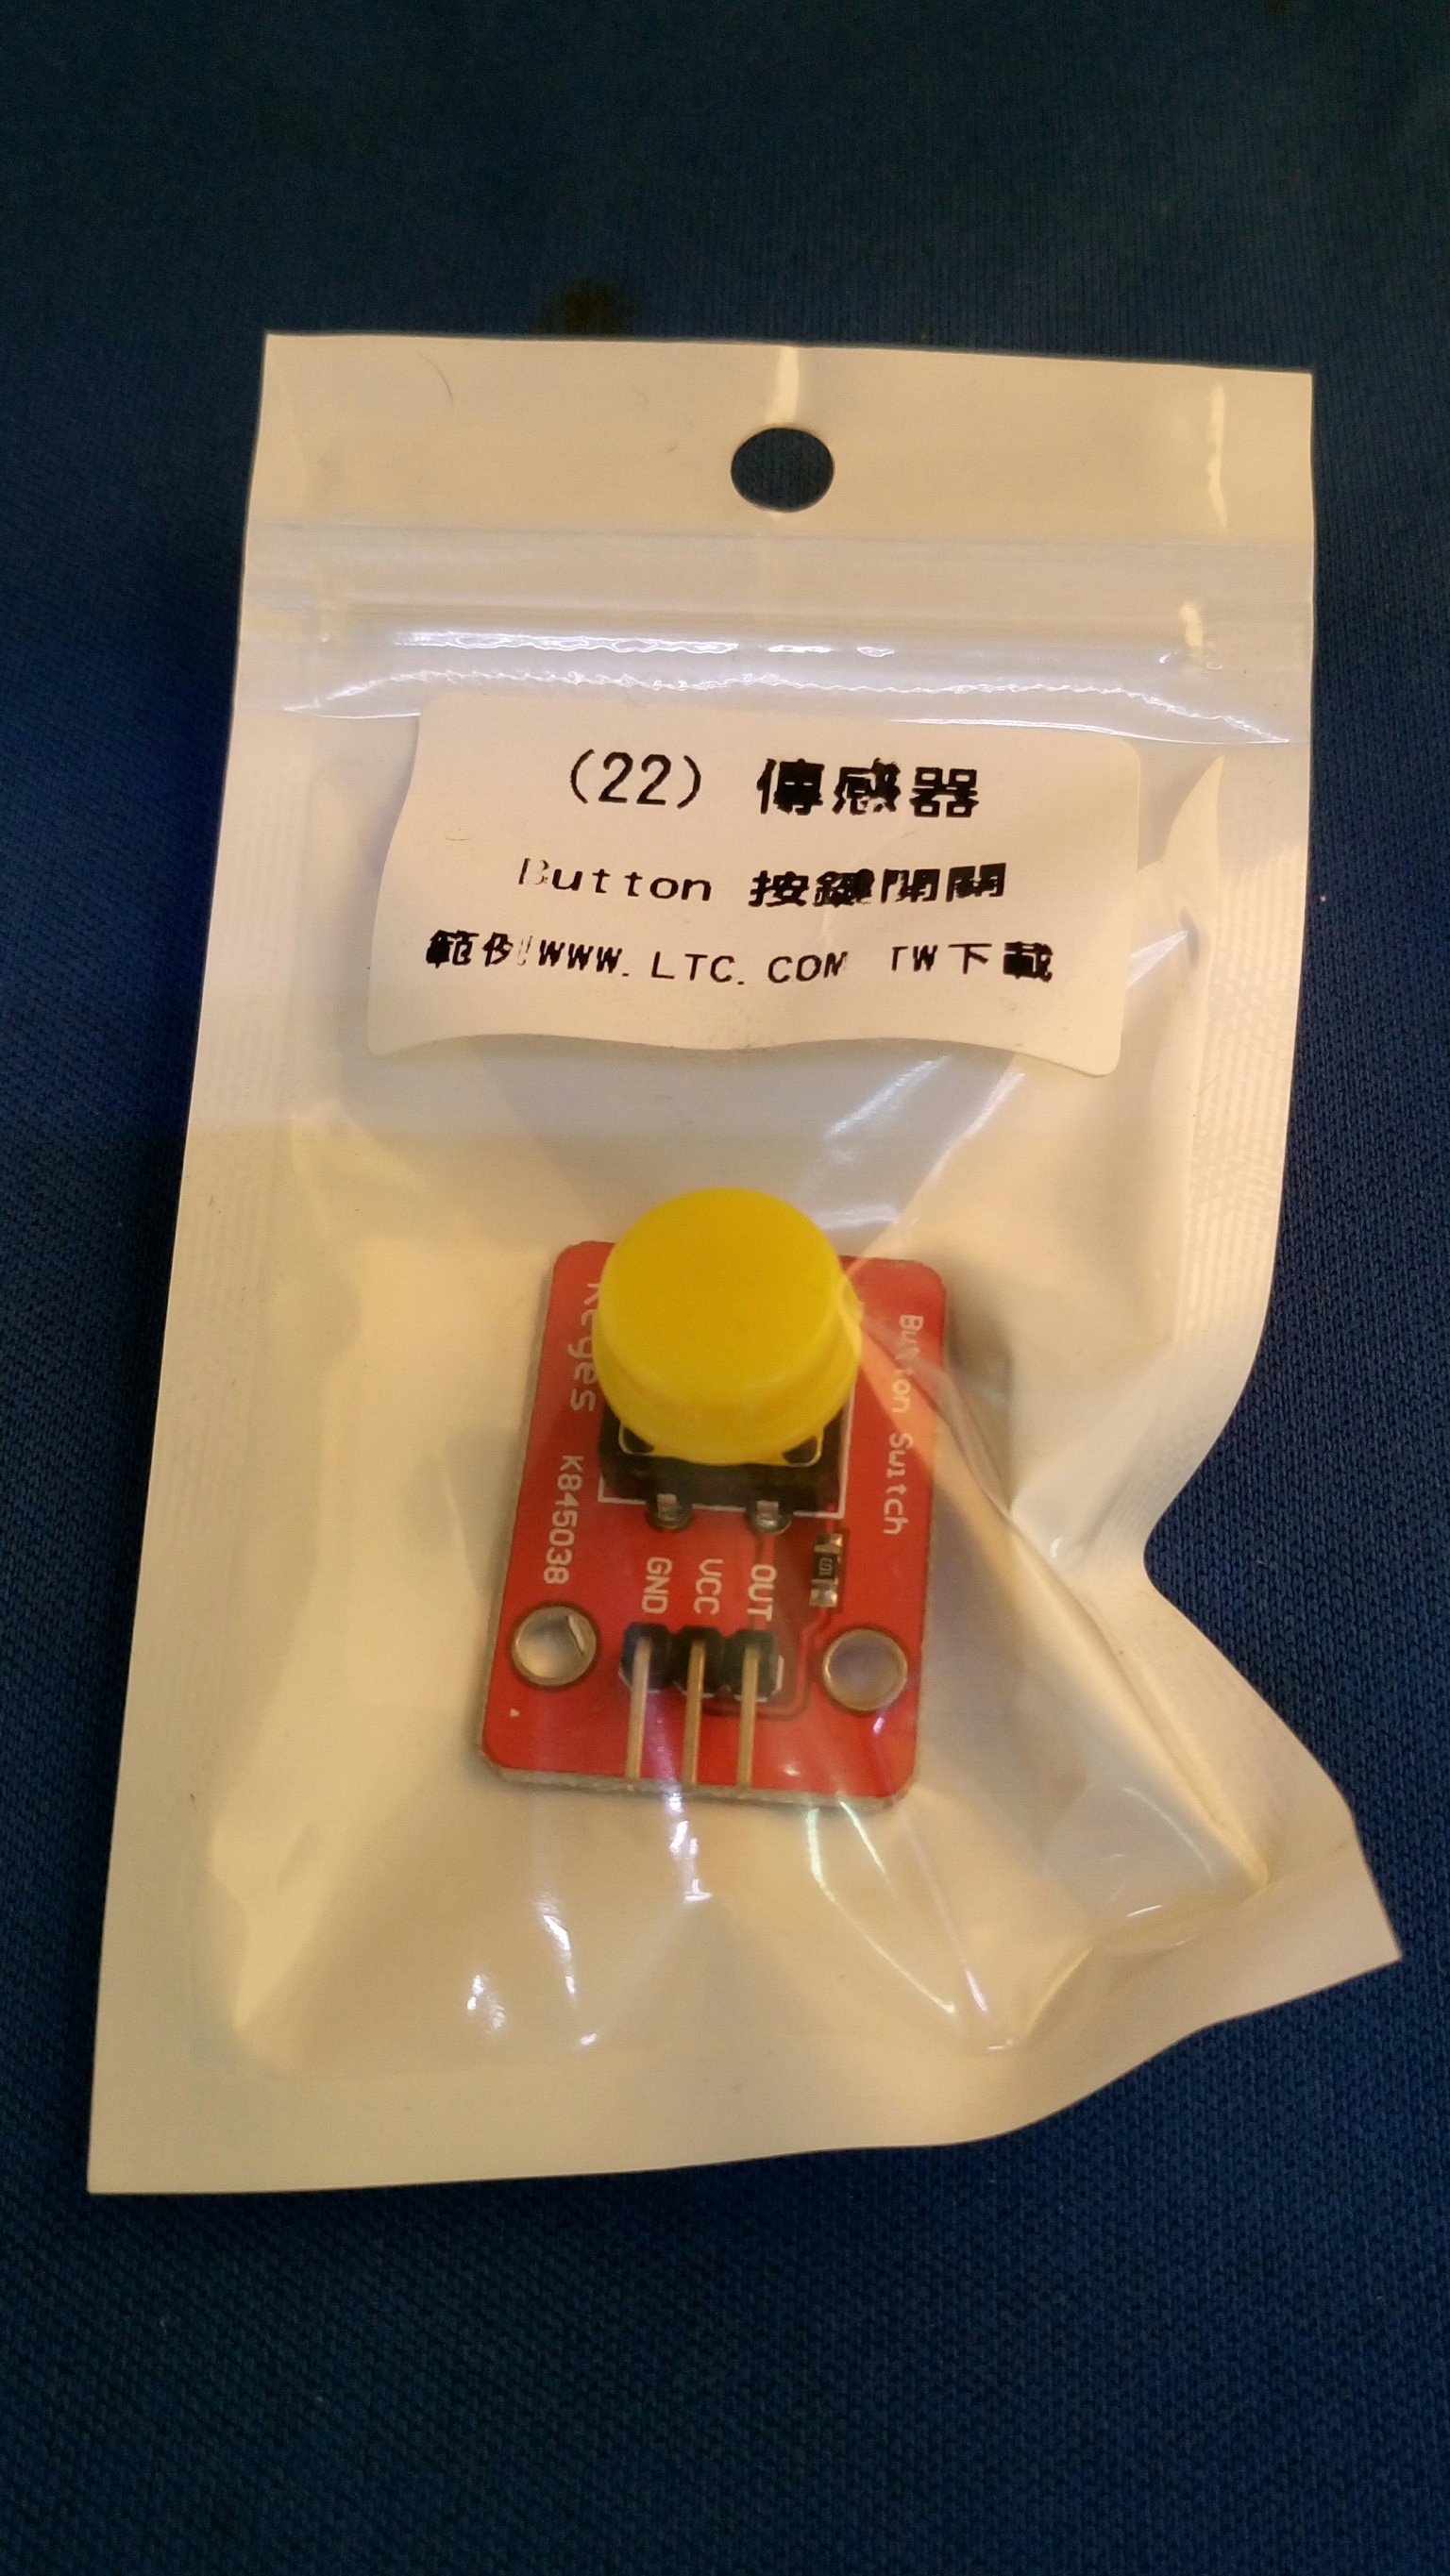 (22) 傳感器
Button 按鍵開關
範例WWW.LTC.COM.TW下載
Keyes K845038
Button Switch
GND
VCC
OUT